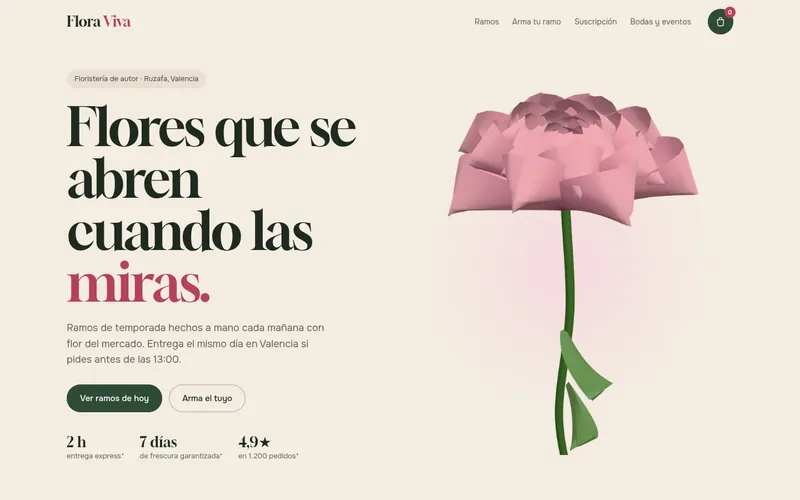 Flora Viva
Ramos
Arma tu ramo
Suscripción
Bodas y eventos
0
Floristería de autor · Ruzafa, Valencia
Flores que se
abren
cuando las
miras.
Ramos de temporada hechos a mano cada mañana con
flor del mercado. Entrega el mismo día en Valencia si
pides antes de las 13:00.
Ver ramos de hoy
Arma el tuyo
2 h
entrega express*
7 días
de frescura garantizada*
4,9★
en 1.200 pedidos*